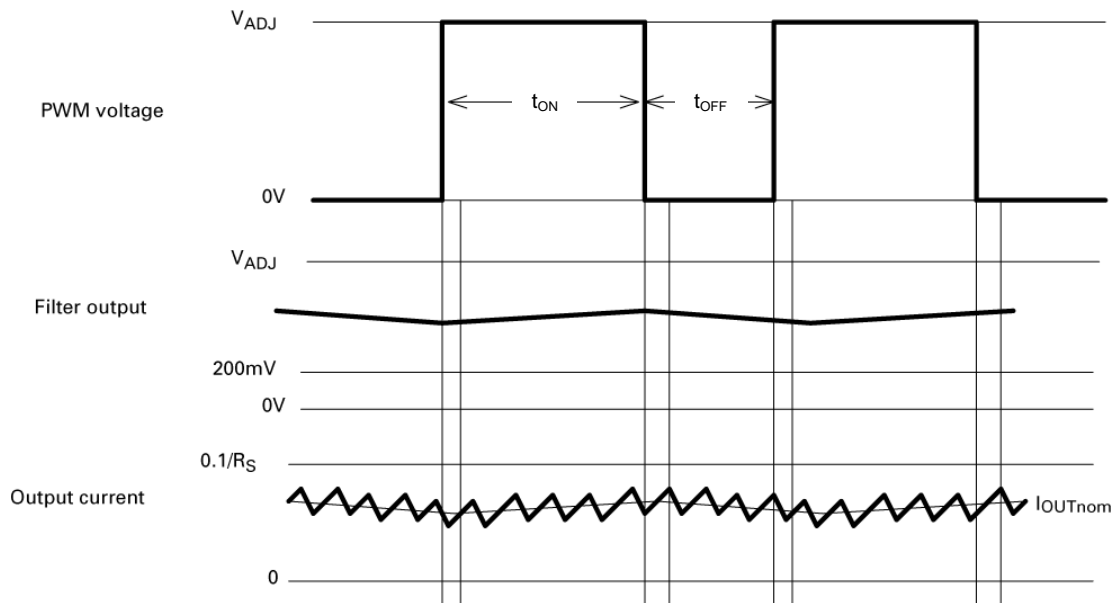 VADJ
tON
tOFF
PWM voltage
0V
VADJ
Filter output
200mV
0V
0.1/RS
Output current
IOUTnom
0